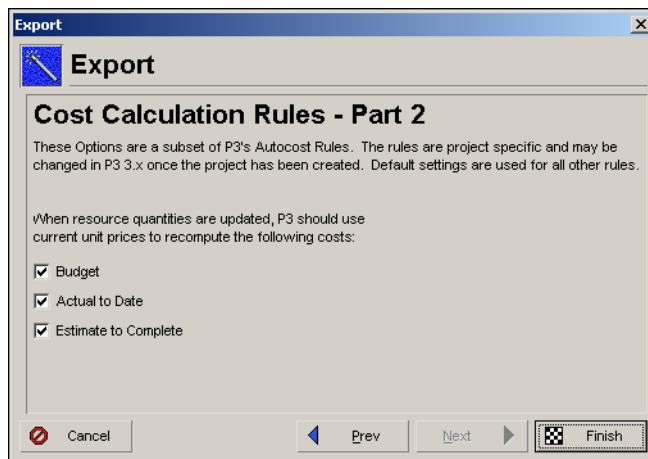 Export
Export
Cost Calculation Rules - Part 2
These Options are a subset of P3's Autocost Rules. The rules are project specific and may be
changed in P3 3.x once the project has been created. Default settings are used for all other rules.
When resource quantities are updated, P3 should use
current unit prices to recompute the following costs:
Budget
Actual to Date
Estimate to Complete
Cancel
Prev
Next
Finish